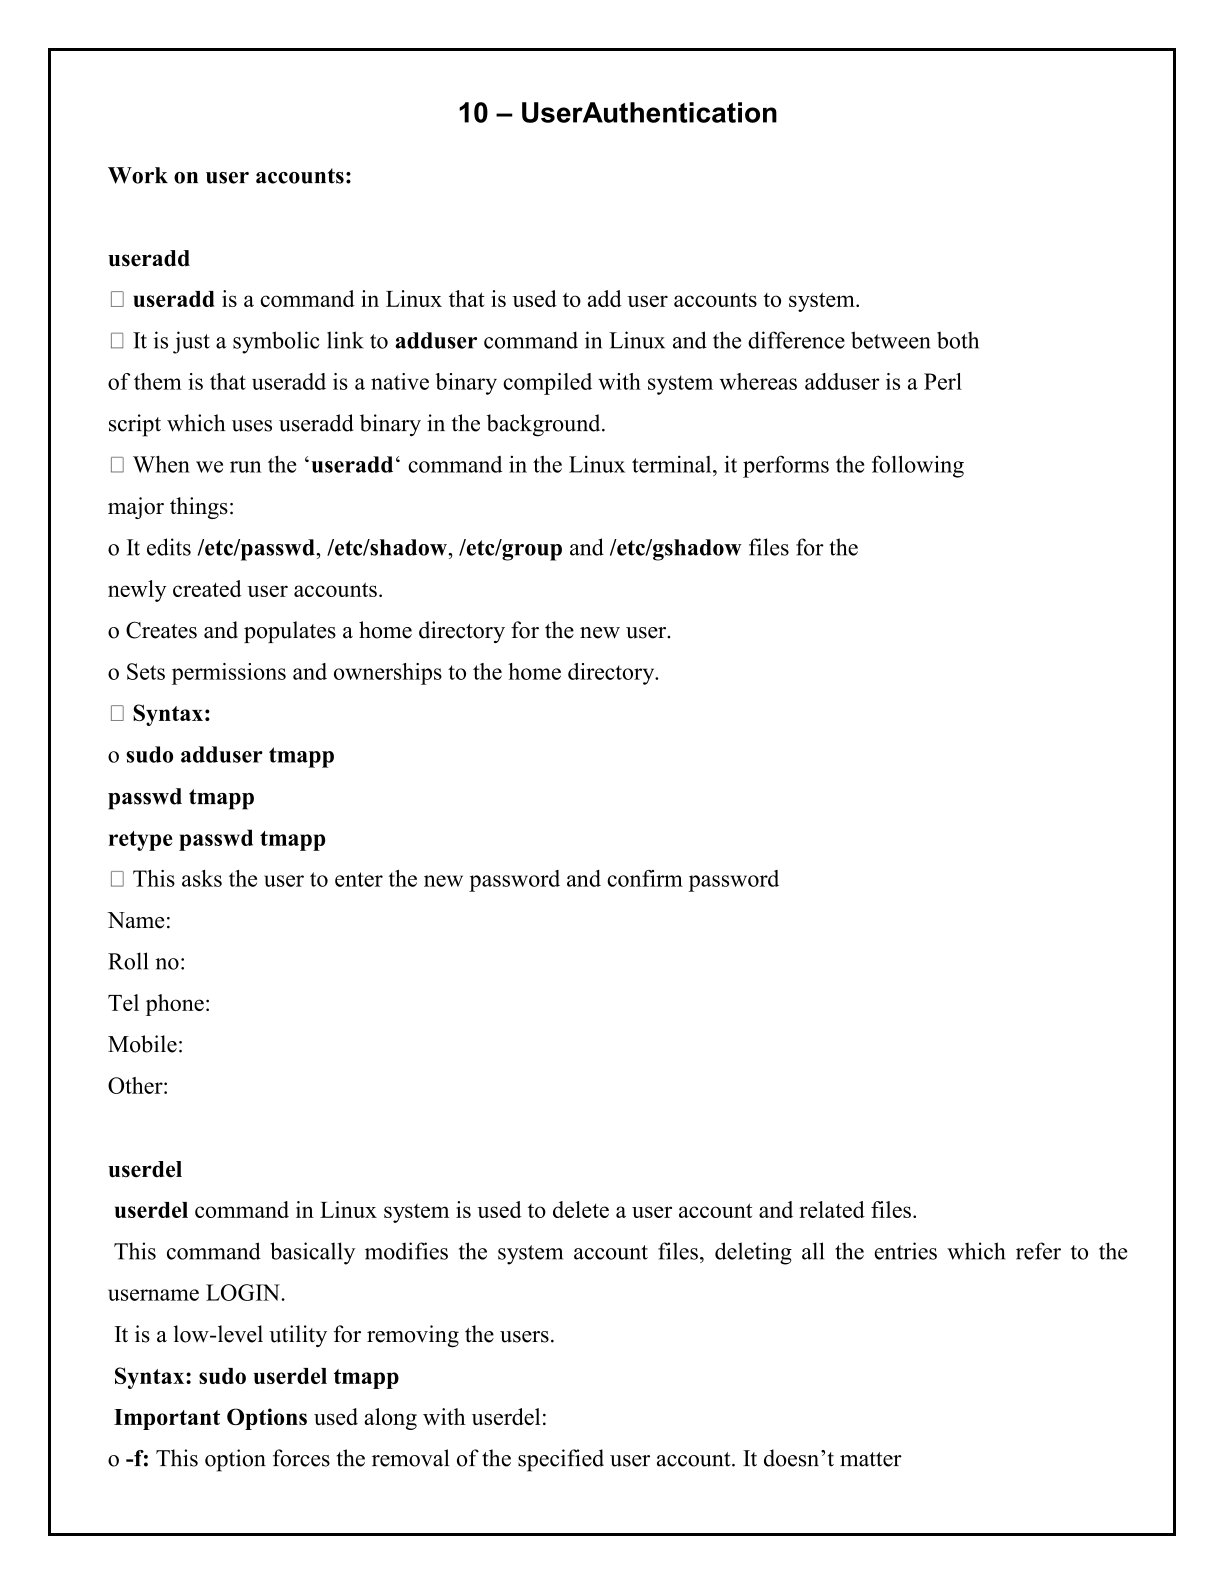 10 – UserAuthentication
Work on user accounts:
useradd
□ useradd is a command in Linux that is used to add user accounts to system.
□ It is just a symbolic link to adduser command in Linux and the difference between both
of them is that useradd is a native binary compiled with system whereas adduser is a Perl
script which uses useradd binary in the background.
□ When we run the ‘useradd‘ command in the Linux terminal, it performs the following
major things:
o It edits /etc/passwd, /etc/shadow, /etc/group and /etc/gshadow files for the
newly created user accounts.
o Creates and populates a home directory for the new user.
o Sets permissions and ownerships to the home directory.
□ Syntax:
o sudo adduser tmapp
passwd tmapp
retype passwd tmapp
□ This asks the user to enter the new password and confirm password
Name:
Roll no:
Tel phone:
Mobile:
Other:
userdel
userdel command in Linux system is used to delete a user account and related files.
This command basically modifies the system account files, deleting all the entries which refer to the
username LOGIN.
It is a low-level utility for removing the users.
Syntax: sudo userdel tmapp
Important Options used along with userdel:
o -f: This option forces the removal of the specified user account. It doesn’t matter